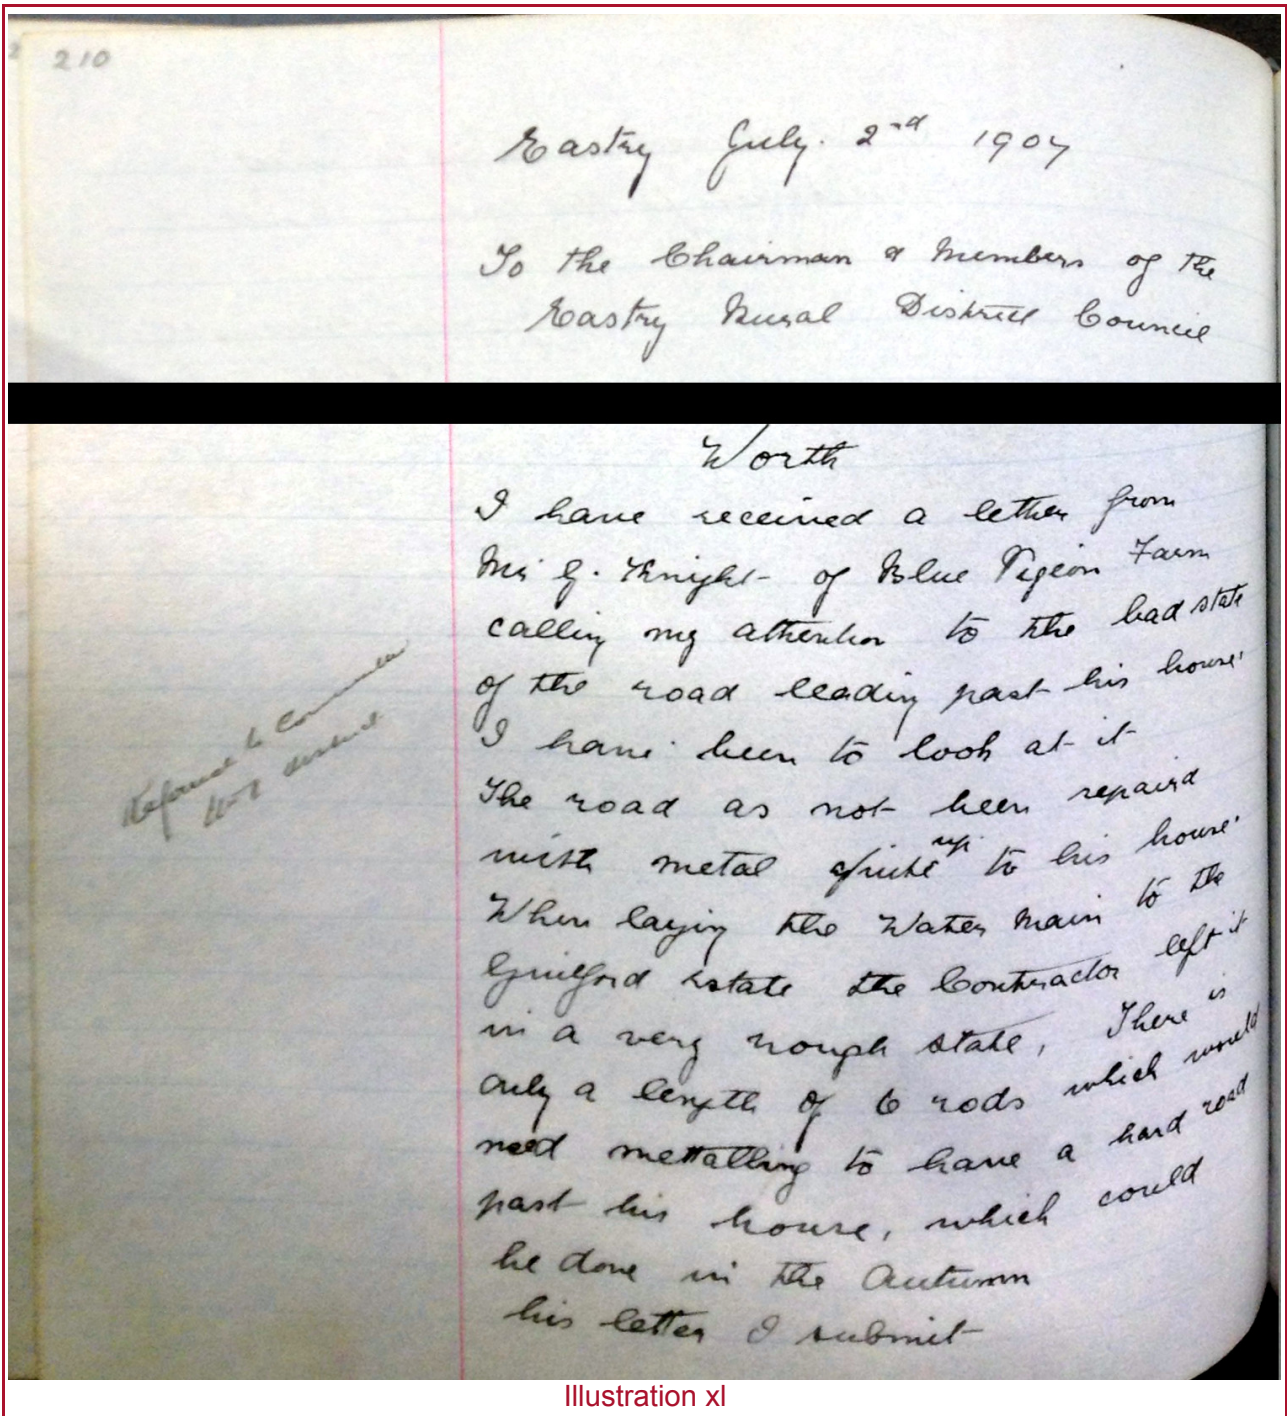 210
Eastry July. 2nd 1907
To the Chairman & Members of the
Eastry Rural District Council
Worth
I have received a letter from
Mr G. Knight of Blue Pigeon Farm
calling my attention to the bad state
of the road leading past his house.
I have been to look at it
The road as not been repaird
with metal quite up to his house.
When laying the Water Main to the
Guilford Estate the Contractor left it
in a very rough state, There is
only a length of 6 rods which would
need mettalling to have a hard road
past his house, which could
be done in the Autumn
his letter I submit
Referred to Committee
district
Illustration xl